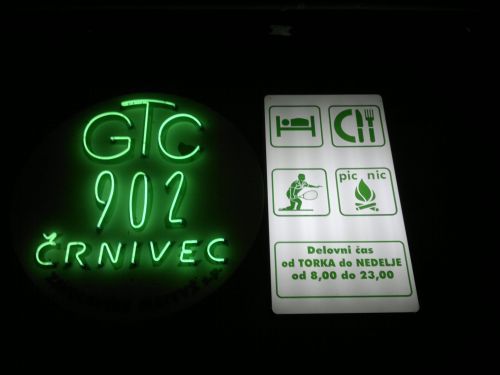 GTC
902
ČRNIVEC
pic nic
Delovni čas
od TORKA do NEDELJE
od 8,00 do 23,00